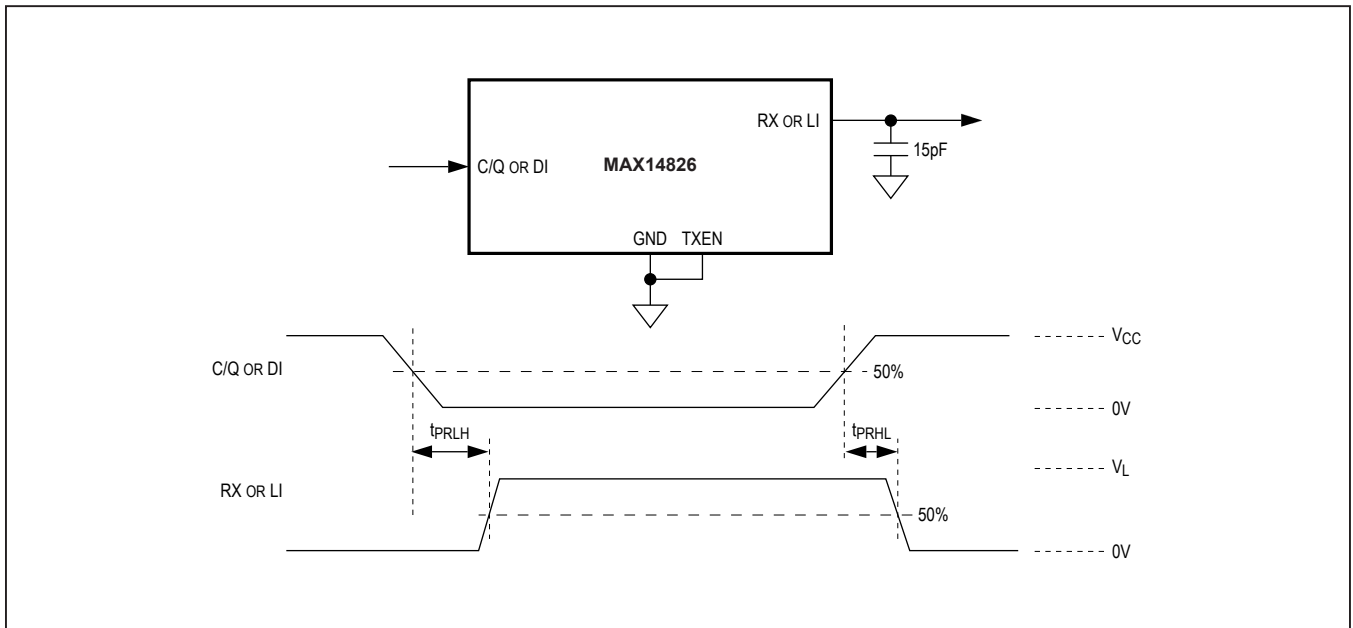 RX OR LI
C/Q OR DI
MAX14826
15pF
GND TXEN
VCC
C/Q OR DI
50%
0V
tPRLH
tPRHL
VL
RX OR LI
50%
0V